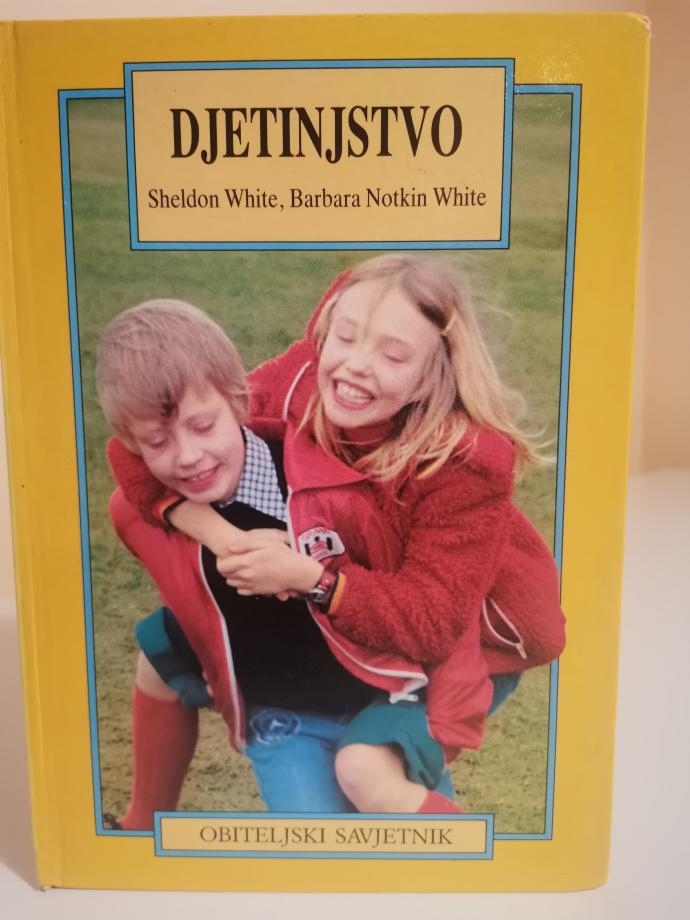 DJETINJSTVO
Sheldon White, Barbara Notkin White
OBITELJSKI SAVJETNIK